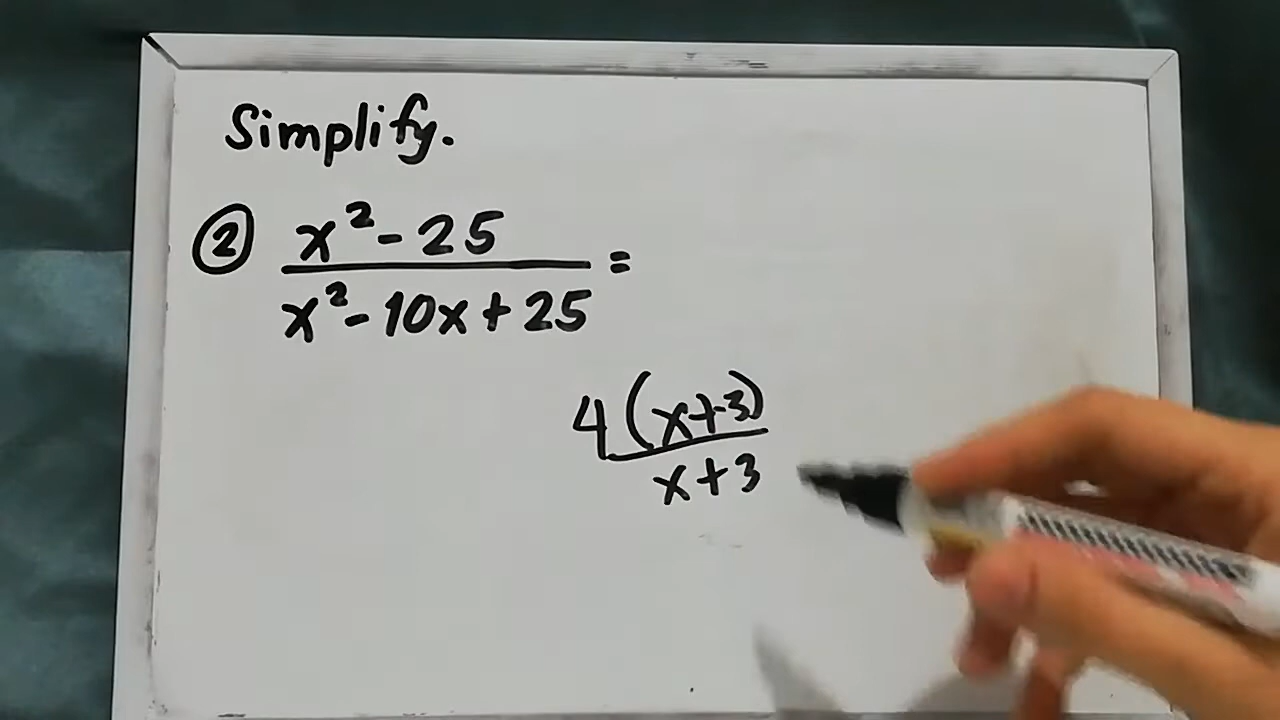 Simplify.
② x² - 25
x² - 10x + 25 =
4 (x+3)
x+3